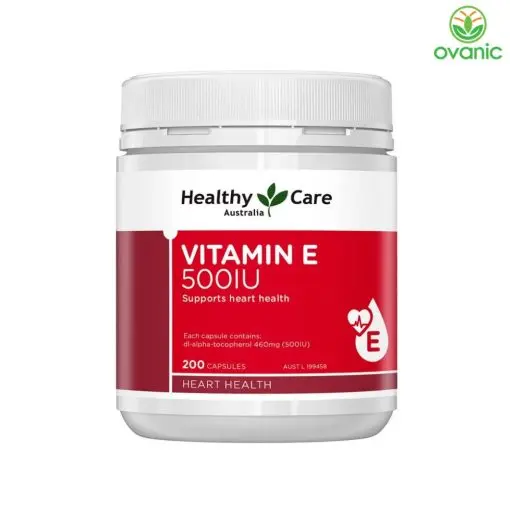 ovanic
Healthy Care
Australia
VITAMIN E
500IU
Supports heart health
Each capsule contains:
dl-alpha-tocopherol 460mg (500IU)
E
200 CAPSULES AUST L 199458
HEART HEALTH